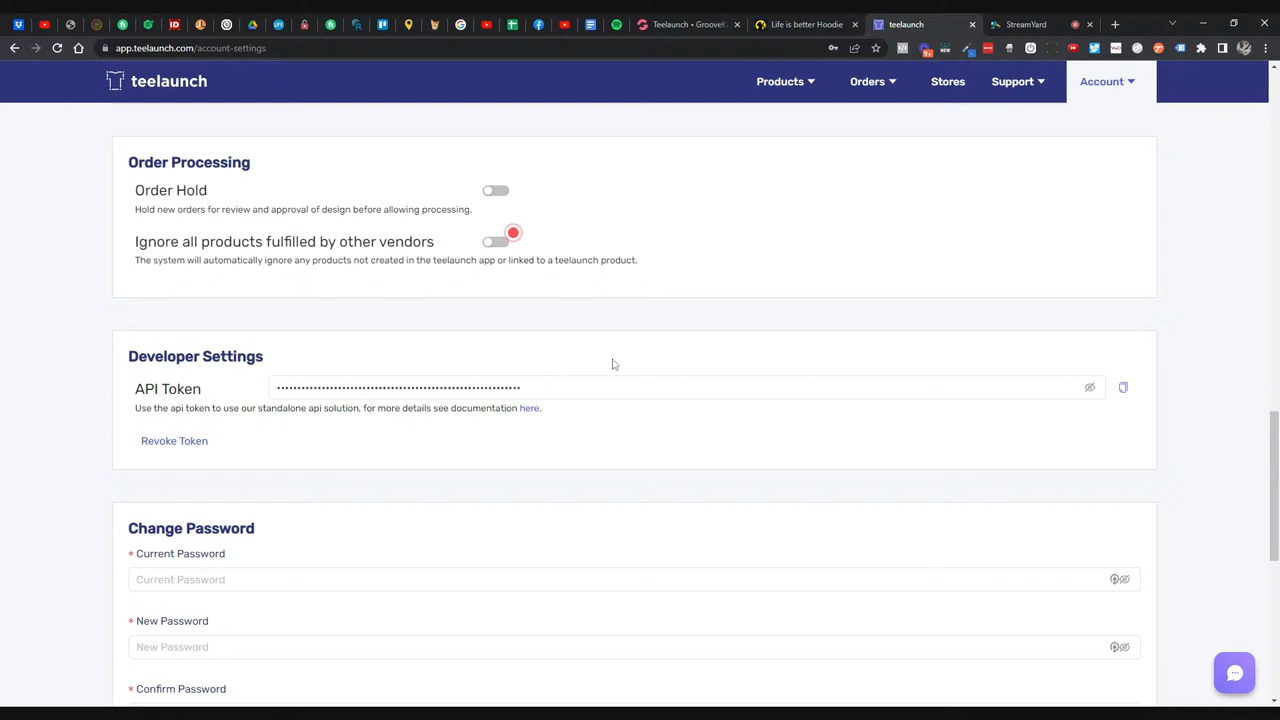 Teelaunch • GrooveK
Life is better Hoodie
teelaunch
StreamYard
app.teelaunch.com/account-settings
teelaunch
Products
Orders
Stores
Support
Account
Order Processing
Order Hold
Hold new orders for review and approval of design before allowing processing.
Ignore all products fulfilled by other vendors
The system will automatically ignore any products not created in the teelaunch app or linked to a teelaunch product.
Developer Settings
API Token
Use the api token to use our standalone api solution, for more details see documentation here.
Revoke Token
Change Password
* Current Password
Current Password
* New Password
New Password
* Confirm Password